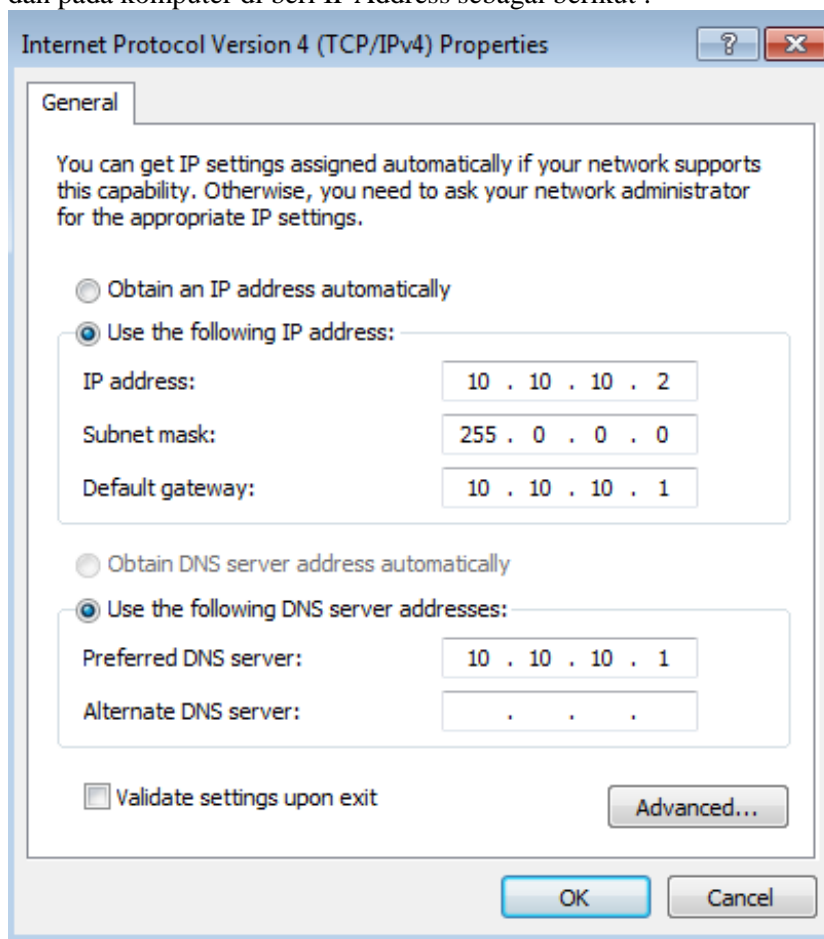 dan pada komputer di beri IP Address sebagai berikut :
Internet Protocol Version 4 (TCP/IPv4) Properties
General
You can get IP settings assigned automatically if your network supports
this capability. Otherwise, you need to ask your network administrator
for the appropriate IP settings.
Obtain an IP address automatically
Use the following IP address:
IP address: 10 . 10 . 10 . 2
Subnet mask: 255 . 0 . 0 . 0
Default gateway: 10 . 10 . 10 . 1
Obtain DNS server address automatically
Use the following DNS server addresses:
Preferred DNS server: 10 . 10 . 10 . 1
Alternate DNS server: . . .
Validate settings upon exit
Advanced...
OK Cancel